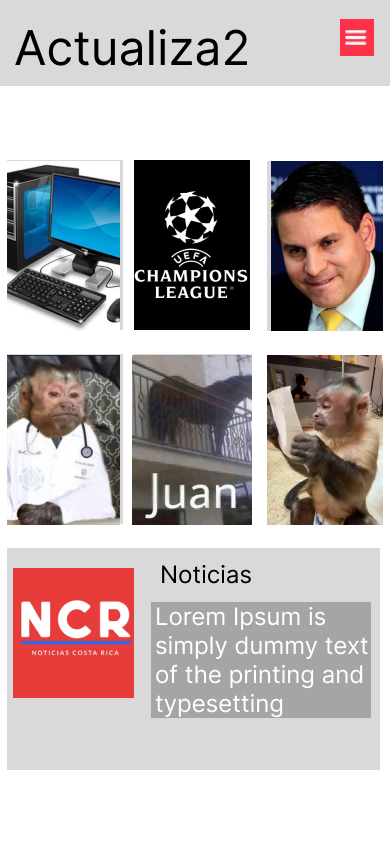 Actualiza2
UEFA
CHAMPIONS
LEAGUE®
Juan
Noticias
NCR
NOTICIAS COSTA RICA
Lorem Ipsum is
simply dummy text
of the printing and
typesetting